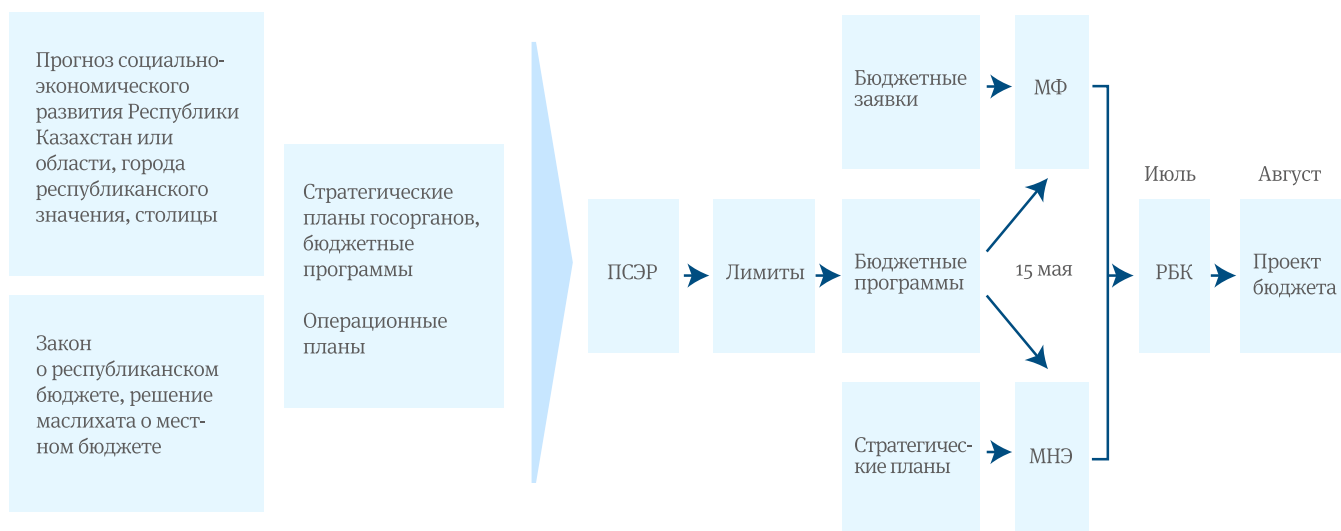 Прогноз социально-
экономического
развития Республики
Казахстан или
области, города
республиканского
значения, столицы
Закон
о республиканском
бюджете, решение
маслихата о мест-
ном бюджете
Стратегические
планы госорганов,
бюджетные
программы
Операционные
планы
ПСЭР
Лимиты
Бюджетные
заявки
Бюджетные
программы
Стратегичес-
кие планы
МФ
15 мая
МНЭ
Июль
РБК
Август
Проект
бюджета